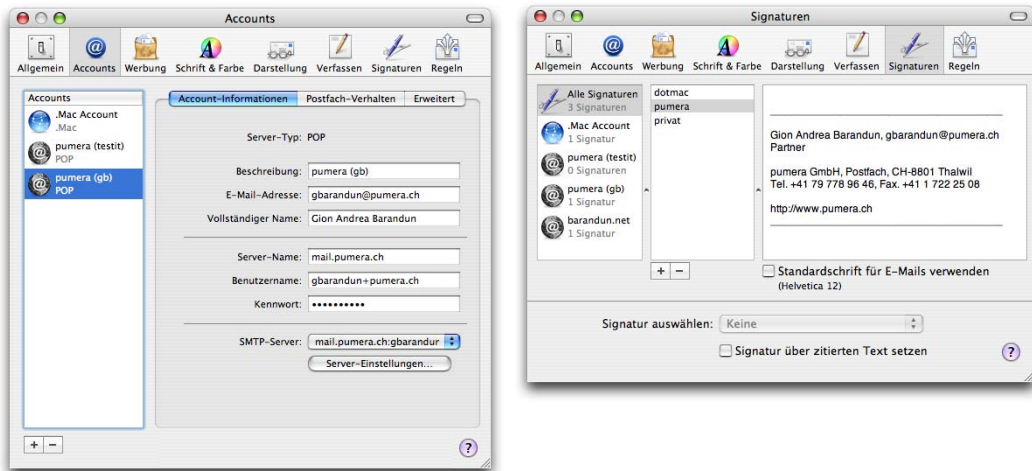 Accounts
Allgemein Accounts Werbung Schrift & Farbe Darstellung Verfassen Signaturen Regeln
Accounts
.Mac Account
.Mac
pumera (testit)
POP
pumera (gb)
POP
Account-Informationen Postfach-Verhalten Erweitert
Server-Typ: POP
Beschreibung: pumera (gb)
E-Mail-Adresse: gbarandun@pumera.ch
Vollständiger Name: Gion Andrea Barandun
Server-Name: mail.pumera.ch
Benutzername: gbarandun+pumera.ch
Kennwort: ••••••••••
SMTP-Server: mail.pumera.ch:gbarandur
Server-Einstellungen...
+ −
?
Signaturen
Allgemein Accounts Werbung Schrift & Farbe Darstellung Verfassen Signaturen Regeln
Alle Signaturen
3 Signaturen
.Mac Account
1 Signatur
pumera (testit)
0 Signaturen
pumera (gb)
1 Signatur
barandun.net
1 Signatur
dotmac
pumera
privat
+ −
Gion Andrea Barandun, gbarandun@pumera.ch
Partner
pumera GmbH, Postfach, CH-8801 Thalwil
Tel. +41 79 778 96 46, Fax. +41 1 722 25 08
http://www.pumera.ch
Standardschrift für E-Mails verwenden
(Helvetica 12)
Signatur auswählen: Keine
Signatur über zitierten Text setzen
?